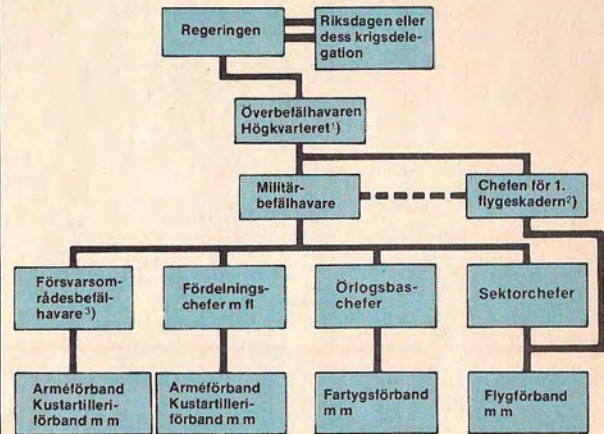 Regeringen
Riksdagen eller
dess krigsdele-
gation
Överbefälhavaren
Högkvarteret¹)
Militär-
befälhavare
Chefen för 1.
flygeskadern²)
Försvarsom-
rådesbefäl-
havare³)
Fördelnings-
chefer m fl
Örlogsbas-
chefer
Sektorchefer
Arméförband
Kustartilleri-
förband m m
Arméförband
Kustartilleri-
förband m m
Fartygsförband
m m
Flygförband
m m